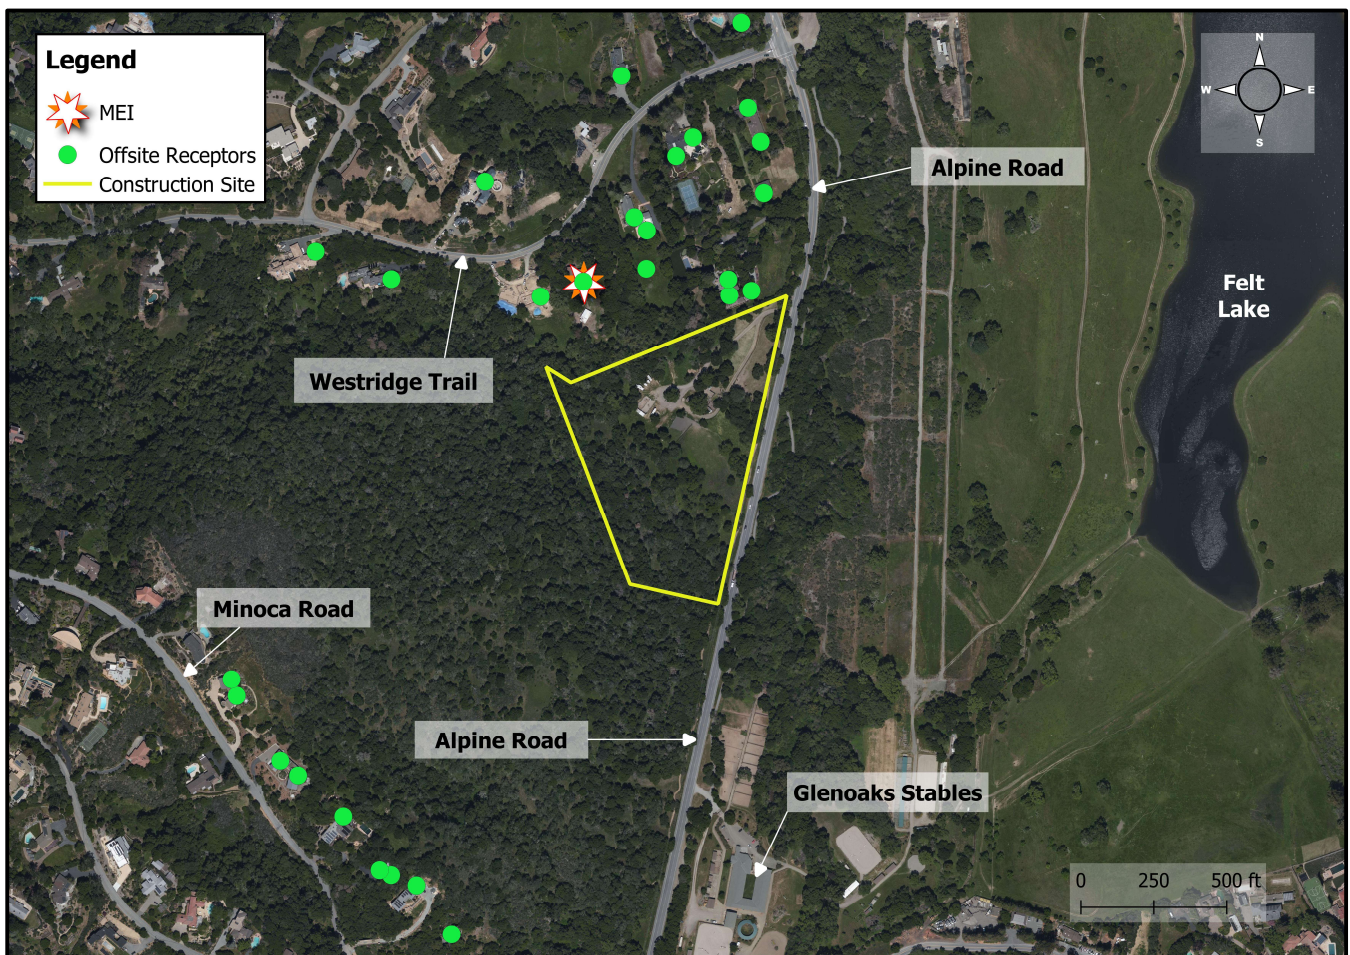 Legend
MEI
Offsite Receptors
Construction Site
N
W
E
S
Alpine Road
Felt
Lake
Westridge Trail
Minoca Road
Alpine Road
Glenoaks Stables
0 250 500 ft